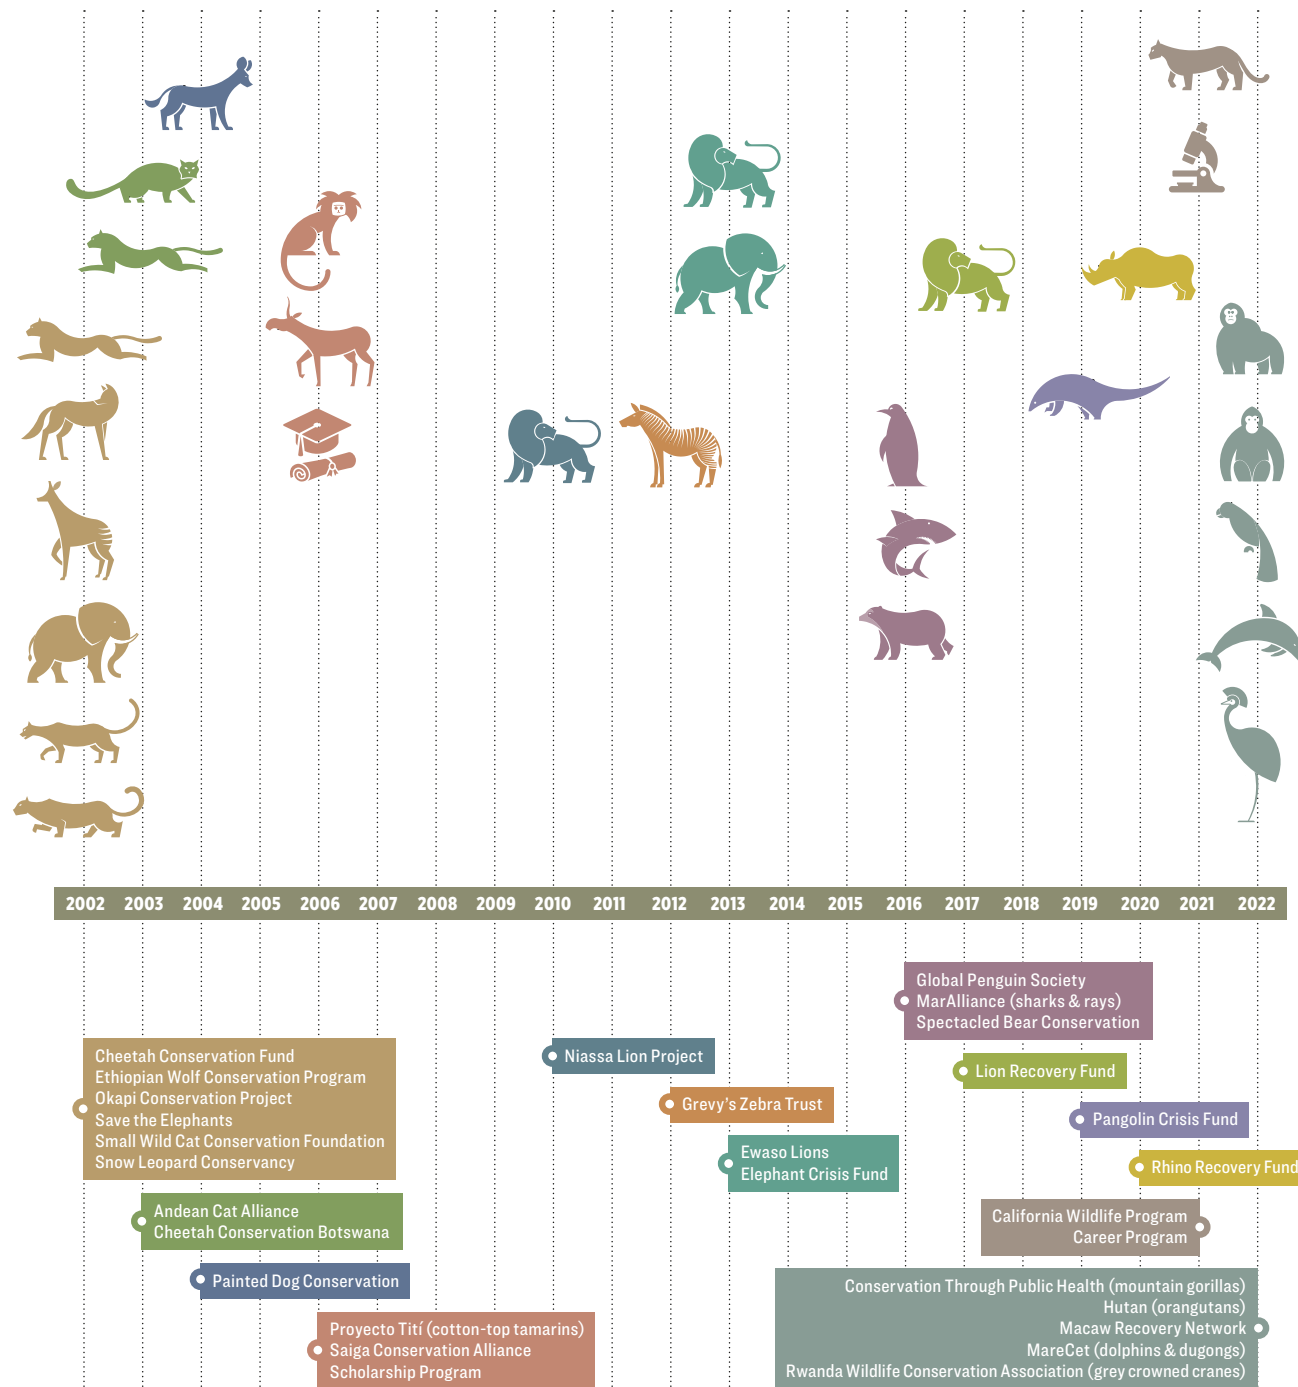 2002 2003 2004 2005 2006 2007 2008 2009 2010 2011 2012 2013 2014 2015 2016 2017 2018 2019 2020 2021 2022
Cheetah Conservation Fund
Ethiopian Wolf Conservation Program
Okapi Conservation Project
Save the Elephants
Small Wild Cat Conservation Foundation
Snow Leopard Conservancy
Andean Cat Alliance
Cheetah Conservation Botswana
Painted Dog Conservation
Proyecto Tití (cotton-top tamarins)
Saiga Conservation Alliance
Scholarship Program
Niassa Lion Project
Grevy’s Zebra Trust
Ewaso Lions
Elephant Crisis Fund
Global Penguin Society
MarAlliance (sharks & rays)
Spectacled Bear Conservation
Lion Recovery Fund
Pangolin Crisis Fund
Rhino Recovery Fund
California Wildlife Program
Career Program
Conservation Through Public Health (mountain gorillas)
Hutan (orangutans)
Macaw Recovery Network
MareCet (dolphins & dugongs)
Rwanda Wildlife Conservation Association (grey crowned cranes)